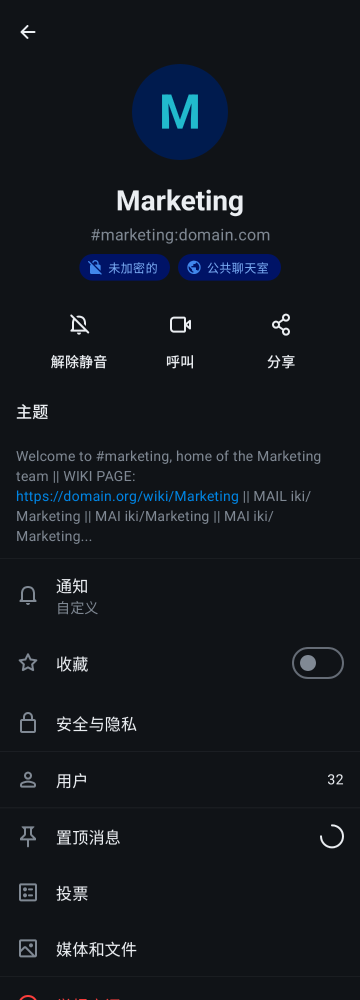 M
Marketing
#marketing:domain.com
未加密的 公共聊天室
解除静音 呼叫 分享
主题
Welcome to #marketing, home of the Marketing
team || WIKI PAGE:
https://domain.org/wiki/Marketing || MAIL iki/
Marketing || MAI iki/Marketing || MAI iki/
Marketing...
通知
自定义
收藏
安全与隐私
用户 32
置顶消息
投票
媒体和文件